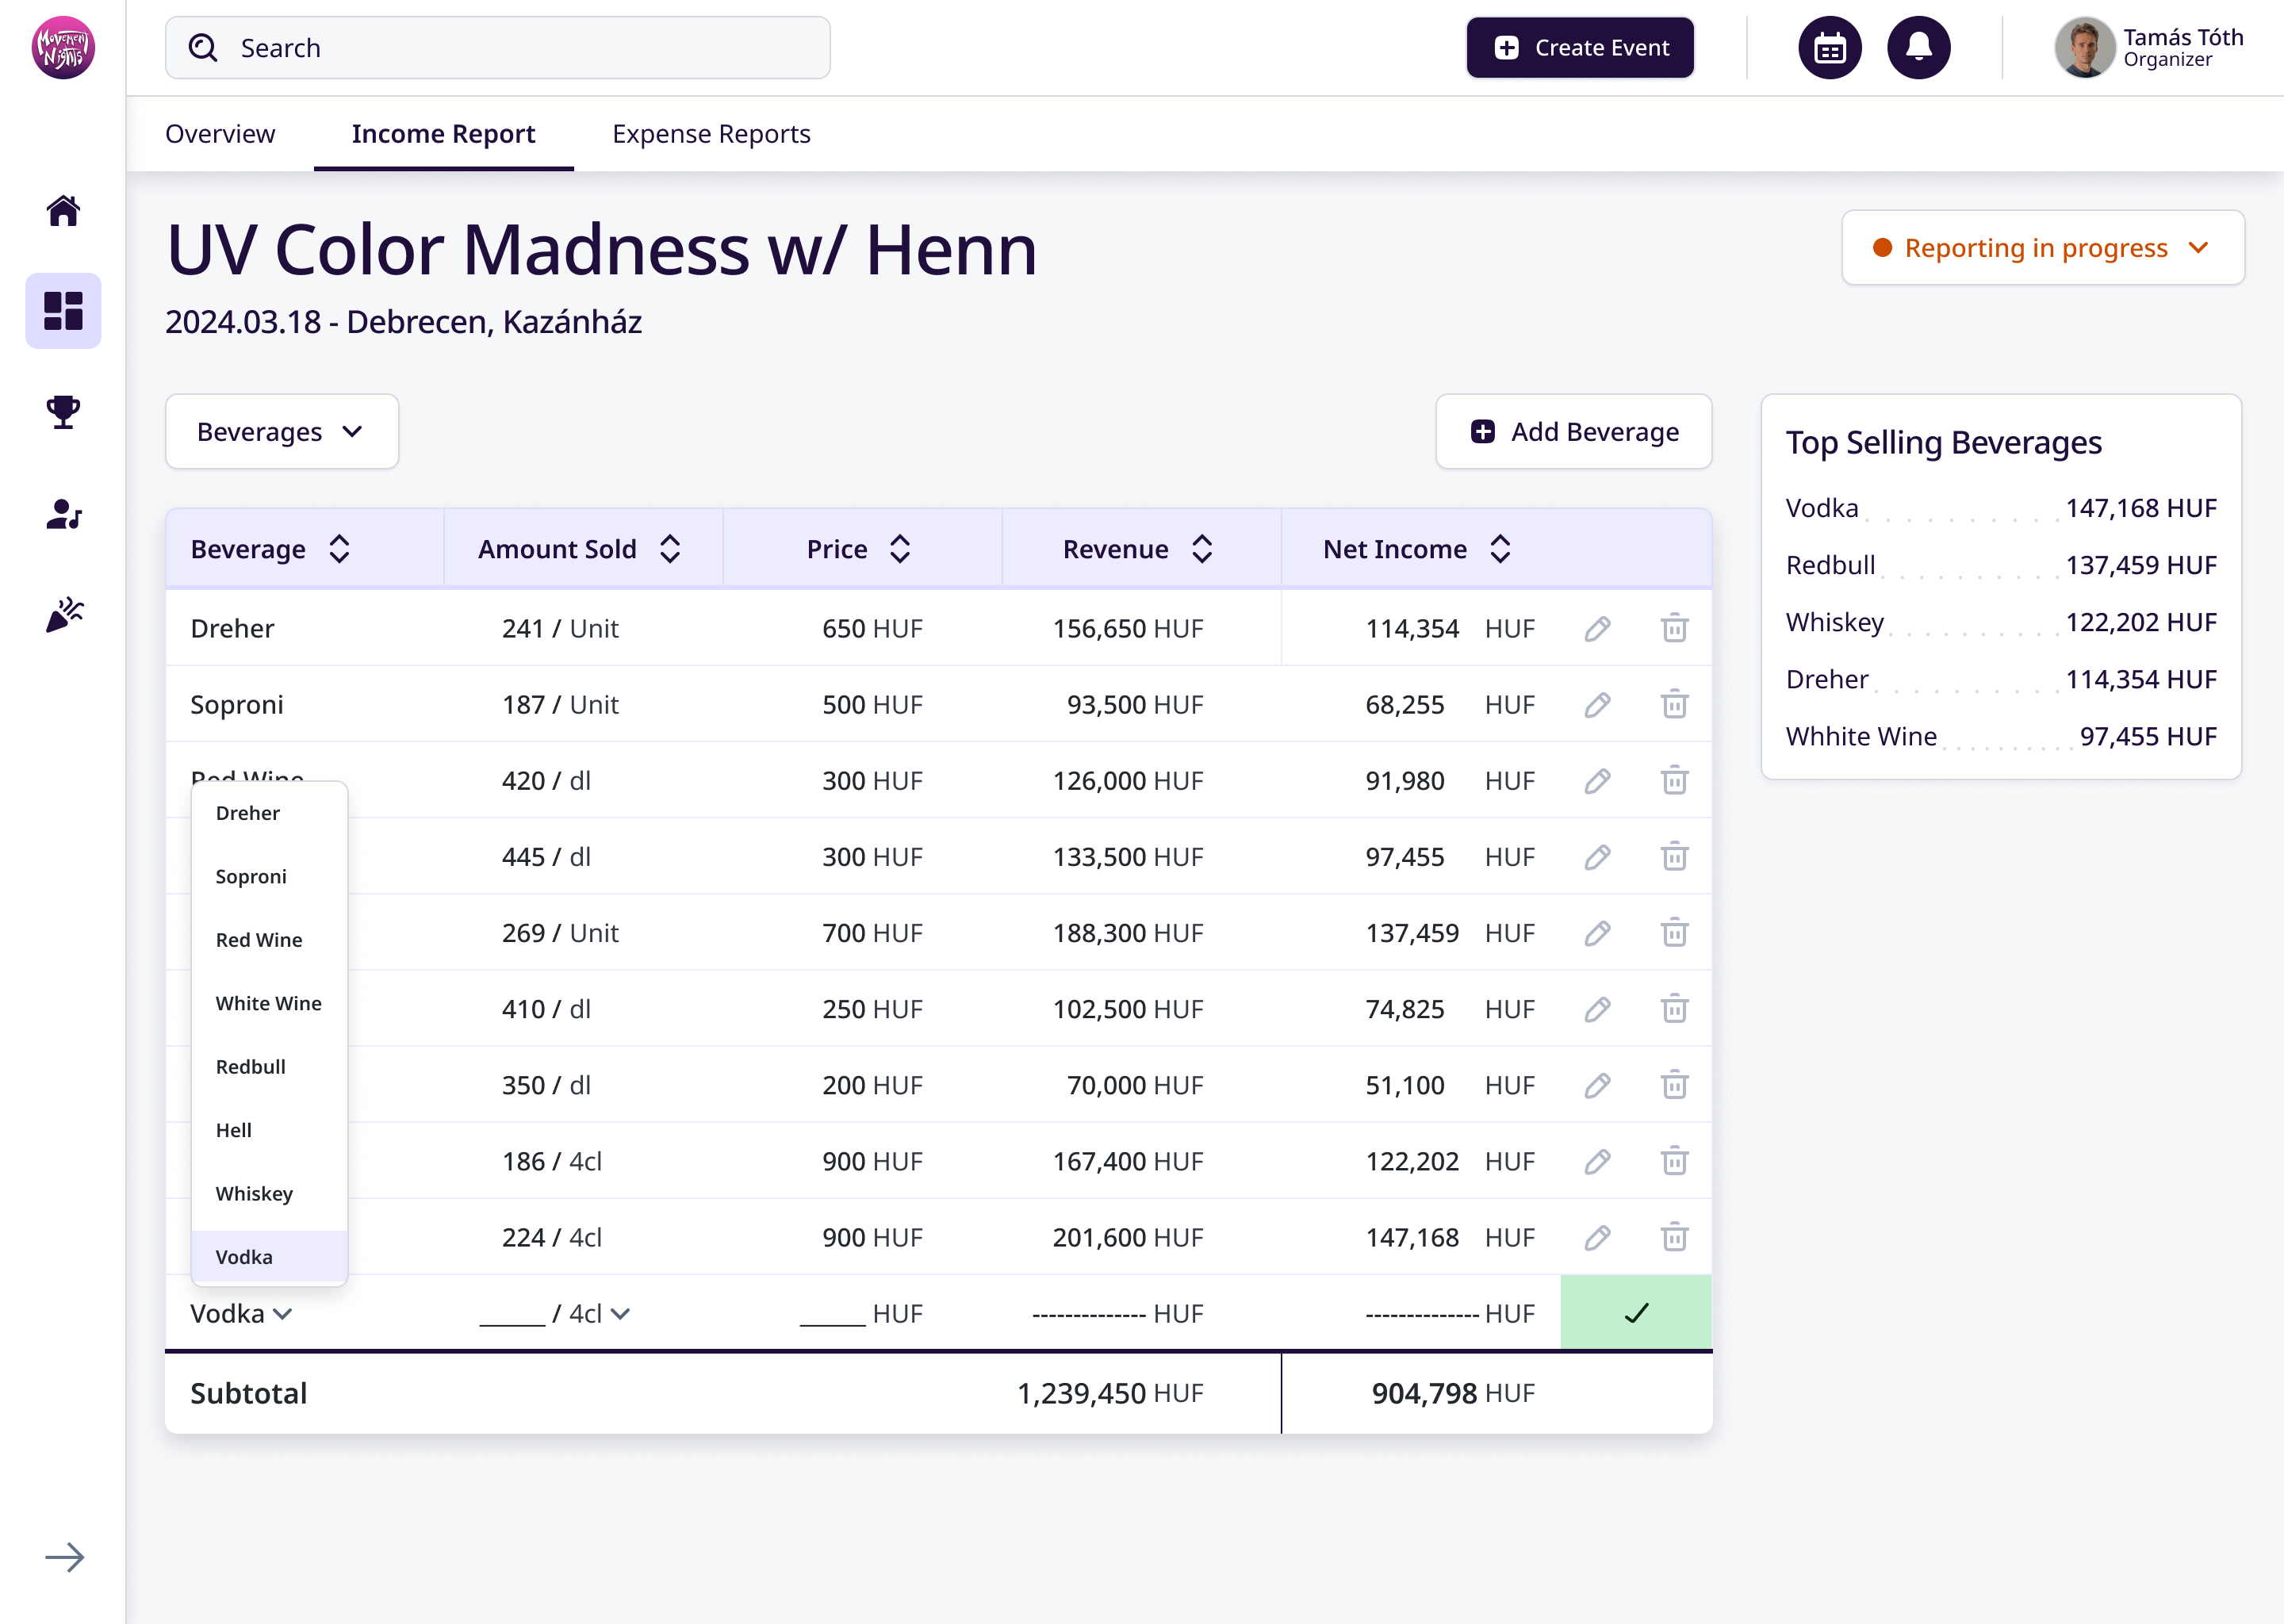 Movement Nights
Search
Create Event
Tamás Tóth
Organizer
Overview
Income Report
Expense Reports
UV Color Madness w/ Henn
Reporting in progress
2024.03.18 - Debrecen, Kazánház
Beverages
Add Beverage
Beverage Amount Sold Price Revenue Net Income
Dreher 241 / Unit 650 HUF 156,650 HUF 114,354 HUF
Soproni 187 / Unit 500 HUF 93,500 HUF 68,255 HUF
Red Wine 420 / dl 300 HUF 126,000 HUF 91,980 HUF
445 / dl 300 HUF 133,500 HUF 97,455 HUF
269 / Unit 700 HUF 188,300 HUF 137,459 HUF
410 / dl 250 HUF 102,500 HUF 74,825 HUF
350 / dl 200 HUF 70,000 HUF 51,100 HUF
186 / 4cl 900 HUF 167,400 HUF 122,202 HUF
224 / 4cl 900 HUF 201,600 HUF 147,168 HUF
Dreher
Soproni
Red Wine
White Wine
Redbull
Hell
Whiskey
Vodka
Vodka _____ / 4cl _____ HUF -------------- HUF -------------- HUF
Subtotal 1,239,450 HUF 904,798 HUF
Top Selling Beverages
Vodka . . . . . . . . . . . 147,168 HUF
Redbull . . . . . . . . . . 137,459 HUF
Whiskey . . . . . . . . . . 122,202 HUF
Dreher . . . . . . . . . . 114,354 HUF
Whhite Wine . . . . . . . . . . 97,455 HUF